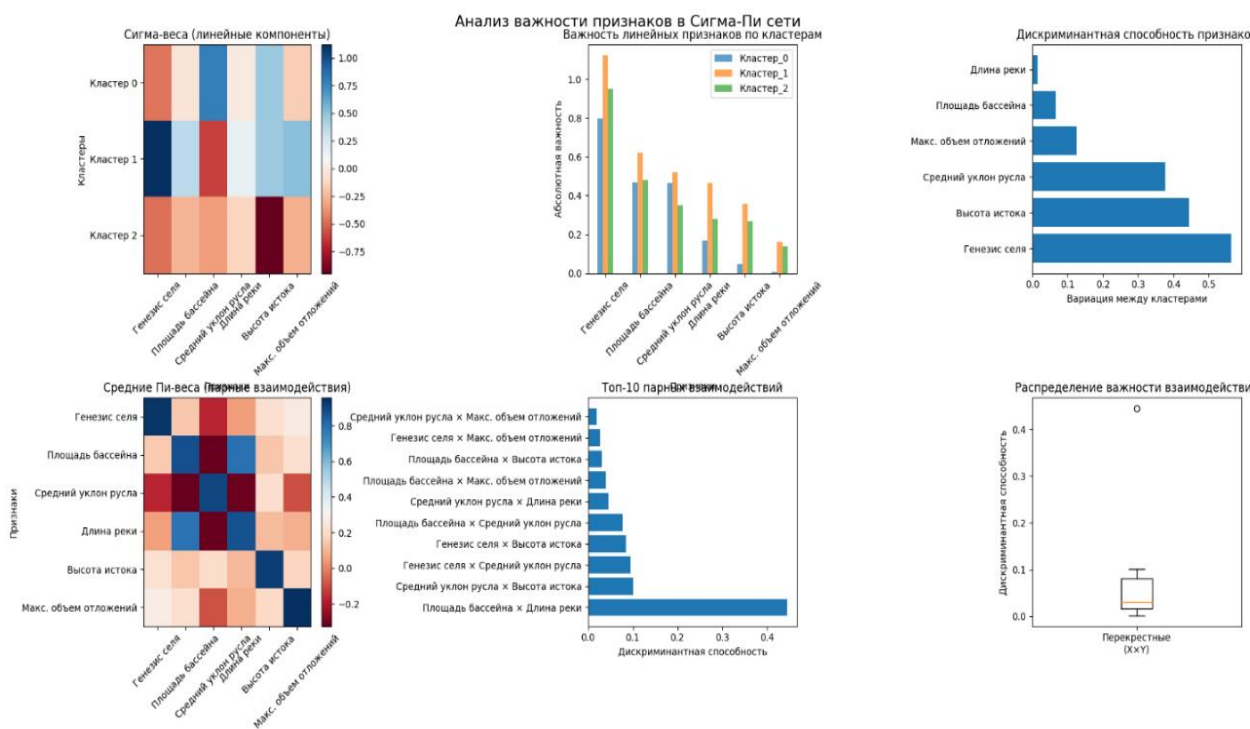 Анализ важности признаков в Сигма-Пи сети
Сигма-веса (линейные компоненты)
Кластеры
Кластер 0
Кластер 1
Кластер 2
1.00
0.75
0.50
0.25
0.00
−0.25
−0.50
−0.75
Генезис селя
Площадь бассейна
Средний уклон русла
Длина реки
Высота истока
Макс. объем отложений
Важность линейных признаков по кластерам
Абсолютная важность
1.0
0.8
0.6
0.4
0.2
0.0
Кластер_0
Кластер_1
Кластер_2
Генезис селя
Площадь бассейна
Средний уклон русла
Длина реки
Высота истока
Макс. объем отложений
Дискриминантная способность признако
Длина реки
Площадь бассейна
Макс. объем отложений
Средний уклон русла
Высота истока
Генезис селя
0.0 0.1 0.2 0.3 0.4 0.5
Вариация между кластерами
Средние Пи-веса (парные взаимодействия)
Признаки
Генезис селя
Площадь бассейна
Средний уклон русла
Длина реки
Высота истока
Макс. объем отложений
0.8
0.6
0.4
0.2
0.0
−0.2
Генезис селя
Площадь бассейна
Средний уклон русла
Длина реки
Высота истока
Макс. объем отложений
Топ-10 парных взаимодействий
Средний уклон русла × Макс. объем отложений
Генезис селя × Макс. объем отложений
Площадь бассейна × Высота истока
Площадь бассейна × Макс. объем отложений
Средний уклон русла × Длина реки
Площадь бассейна × Средний уклон русла
Генезис селя × Высота истока
Генезис селя × Средний уклон русла
Средний уклон русла × Высота истока
Площадь бассейна × Длина реки
0.0 0.1 0.2 0.3 0.4
Дискриминантная способность
Распределение важности взаимодействи
Дискриминантная способность
0.4
0.3
0.2
0.1
0.0
Перекрестные
(X×Y)